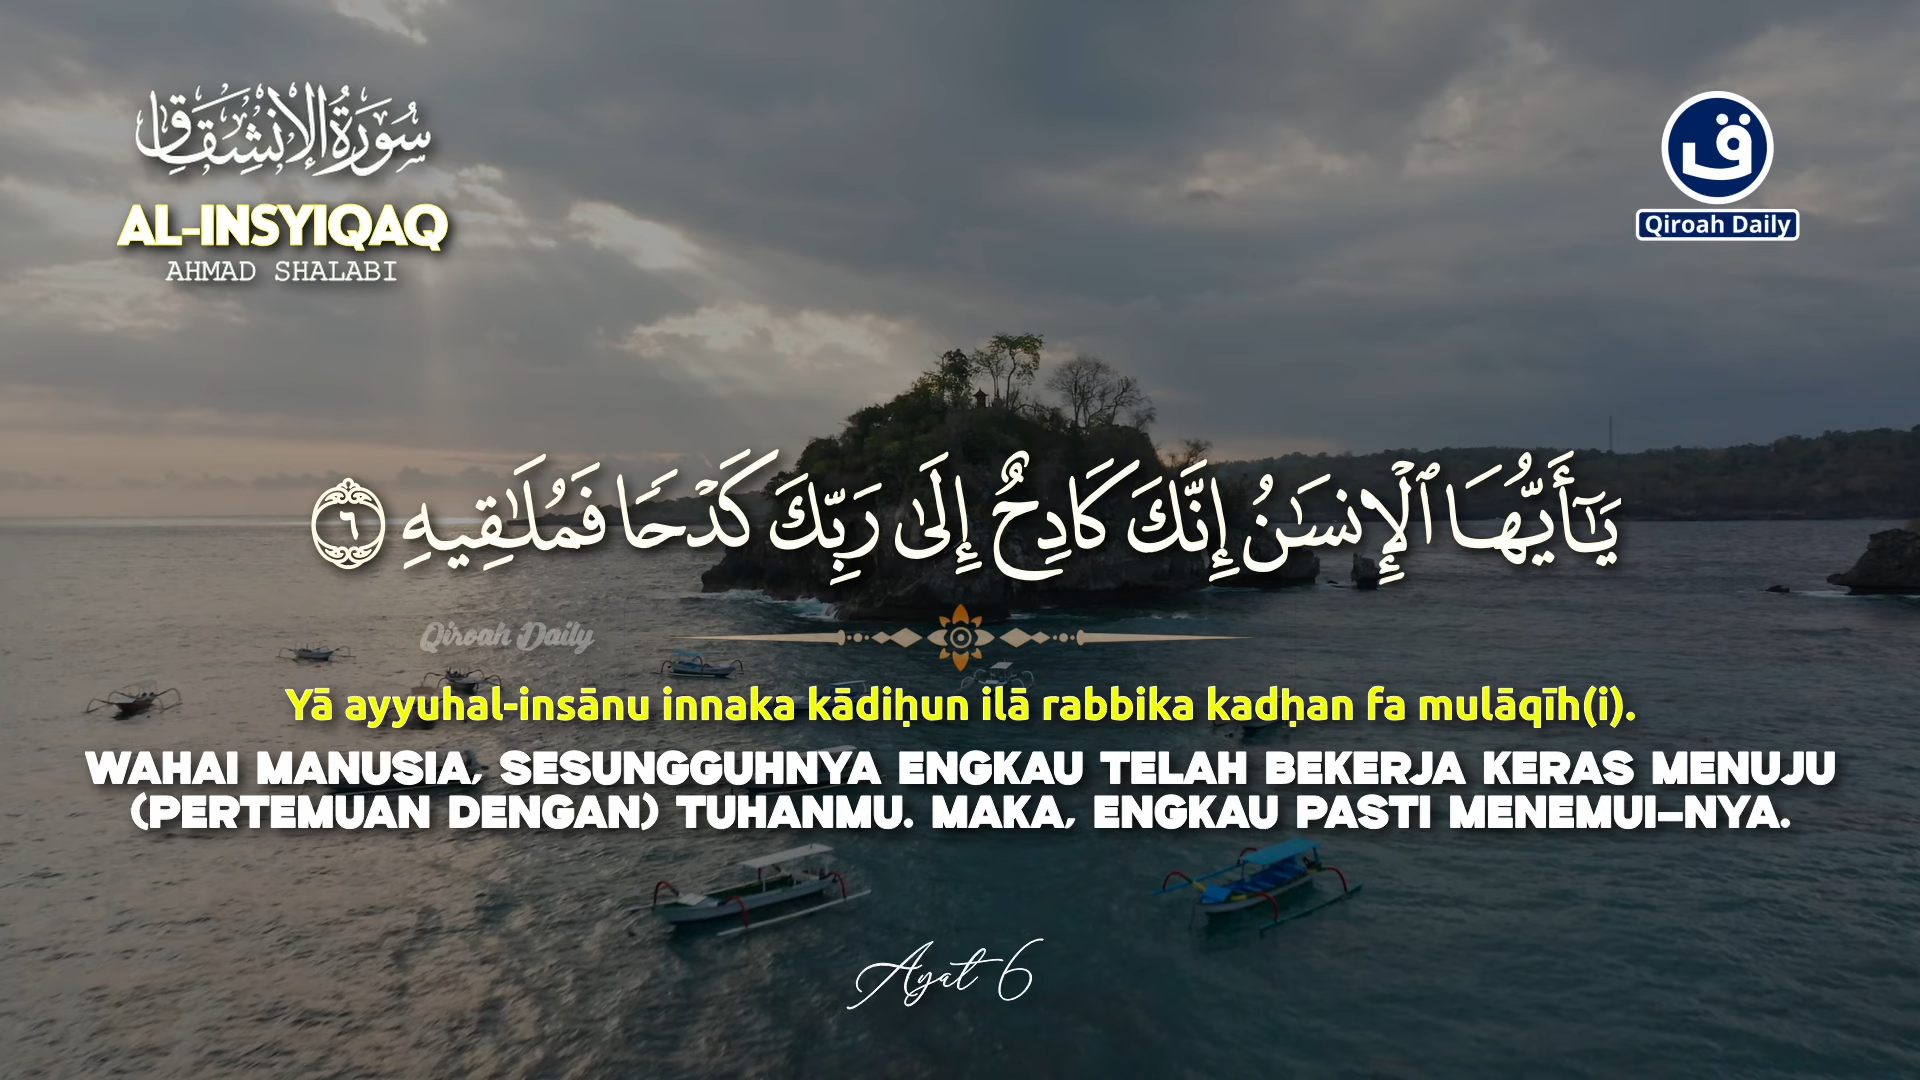 سُورَةُ الإِنْشِقَاقِ
AL-INSYIQAQ
AHMAD SHALABI
ق
Qiroah Daily
يَـٰٓأَيُّهَا ٱلْإِنسَـٰنُ إِنَّكَ كَادِحٌ إِلَىٰ رَبِّكَ كَدْحًا فَمُلَـٰقِيهِ ٦
Qiroah Daily
Yā ayyuhal-insānu innaka kādiḥun ilā rabbika kadḥan fa mulāqīh(i).
WAHAI MANUSIA, SESUNGGUHNYA ENGKAU TELAH BEKERJA KERAS MENUJU
(PERTEMUAN DENGAN) TUHANMU. MAKA, ENGKAU PASTI MENEMUI-NYA.
Ayat 6